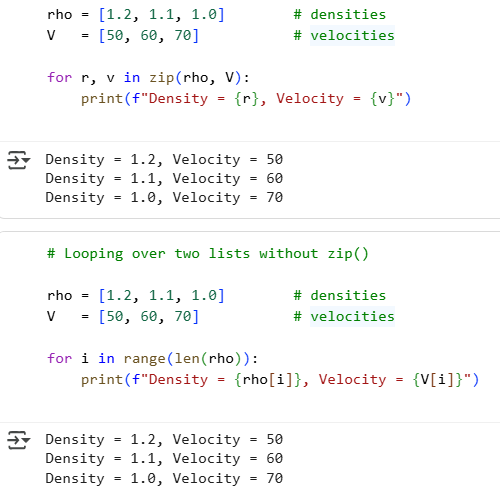 rho = [1.2, 1.1, 1.0]        # densities
V   = [50, 60, 70]           # velocities
for r, v in zip(rho, V):
    print(f"Density = {r}, Velocity = {v}")
Density = 1.2, Velocity = 50
Density = 1.1, Velocity = 60
Density = 1.0, Velocity = 70
# Looping over two lists without zip()
rho = [1.2, 1.1, 1.0]        # densities
V   = [50, 60, 70]           # velocities
for i in range(len(rho)):
    print(f"Density = {rho[i]}, Velocity = {V[i]}")
Density = 1.2, Velocity = 50
Density = 1.1, Velocity = 60
Density = 1.0, Velocity = 70